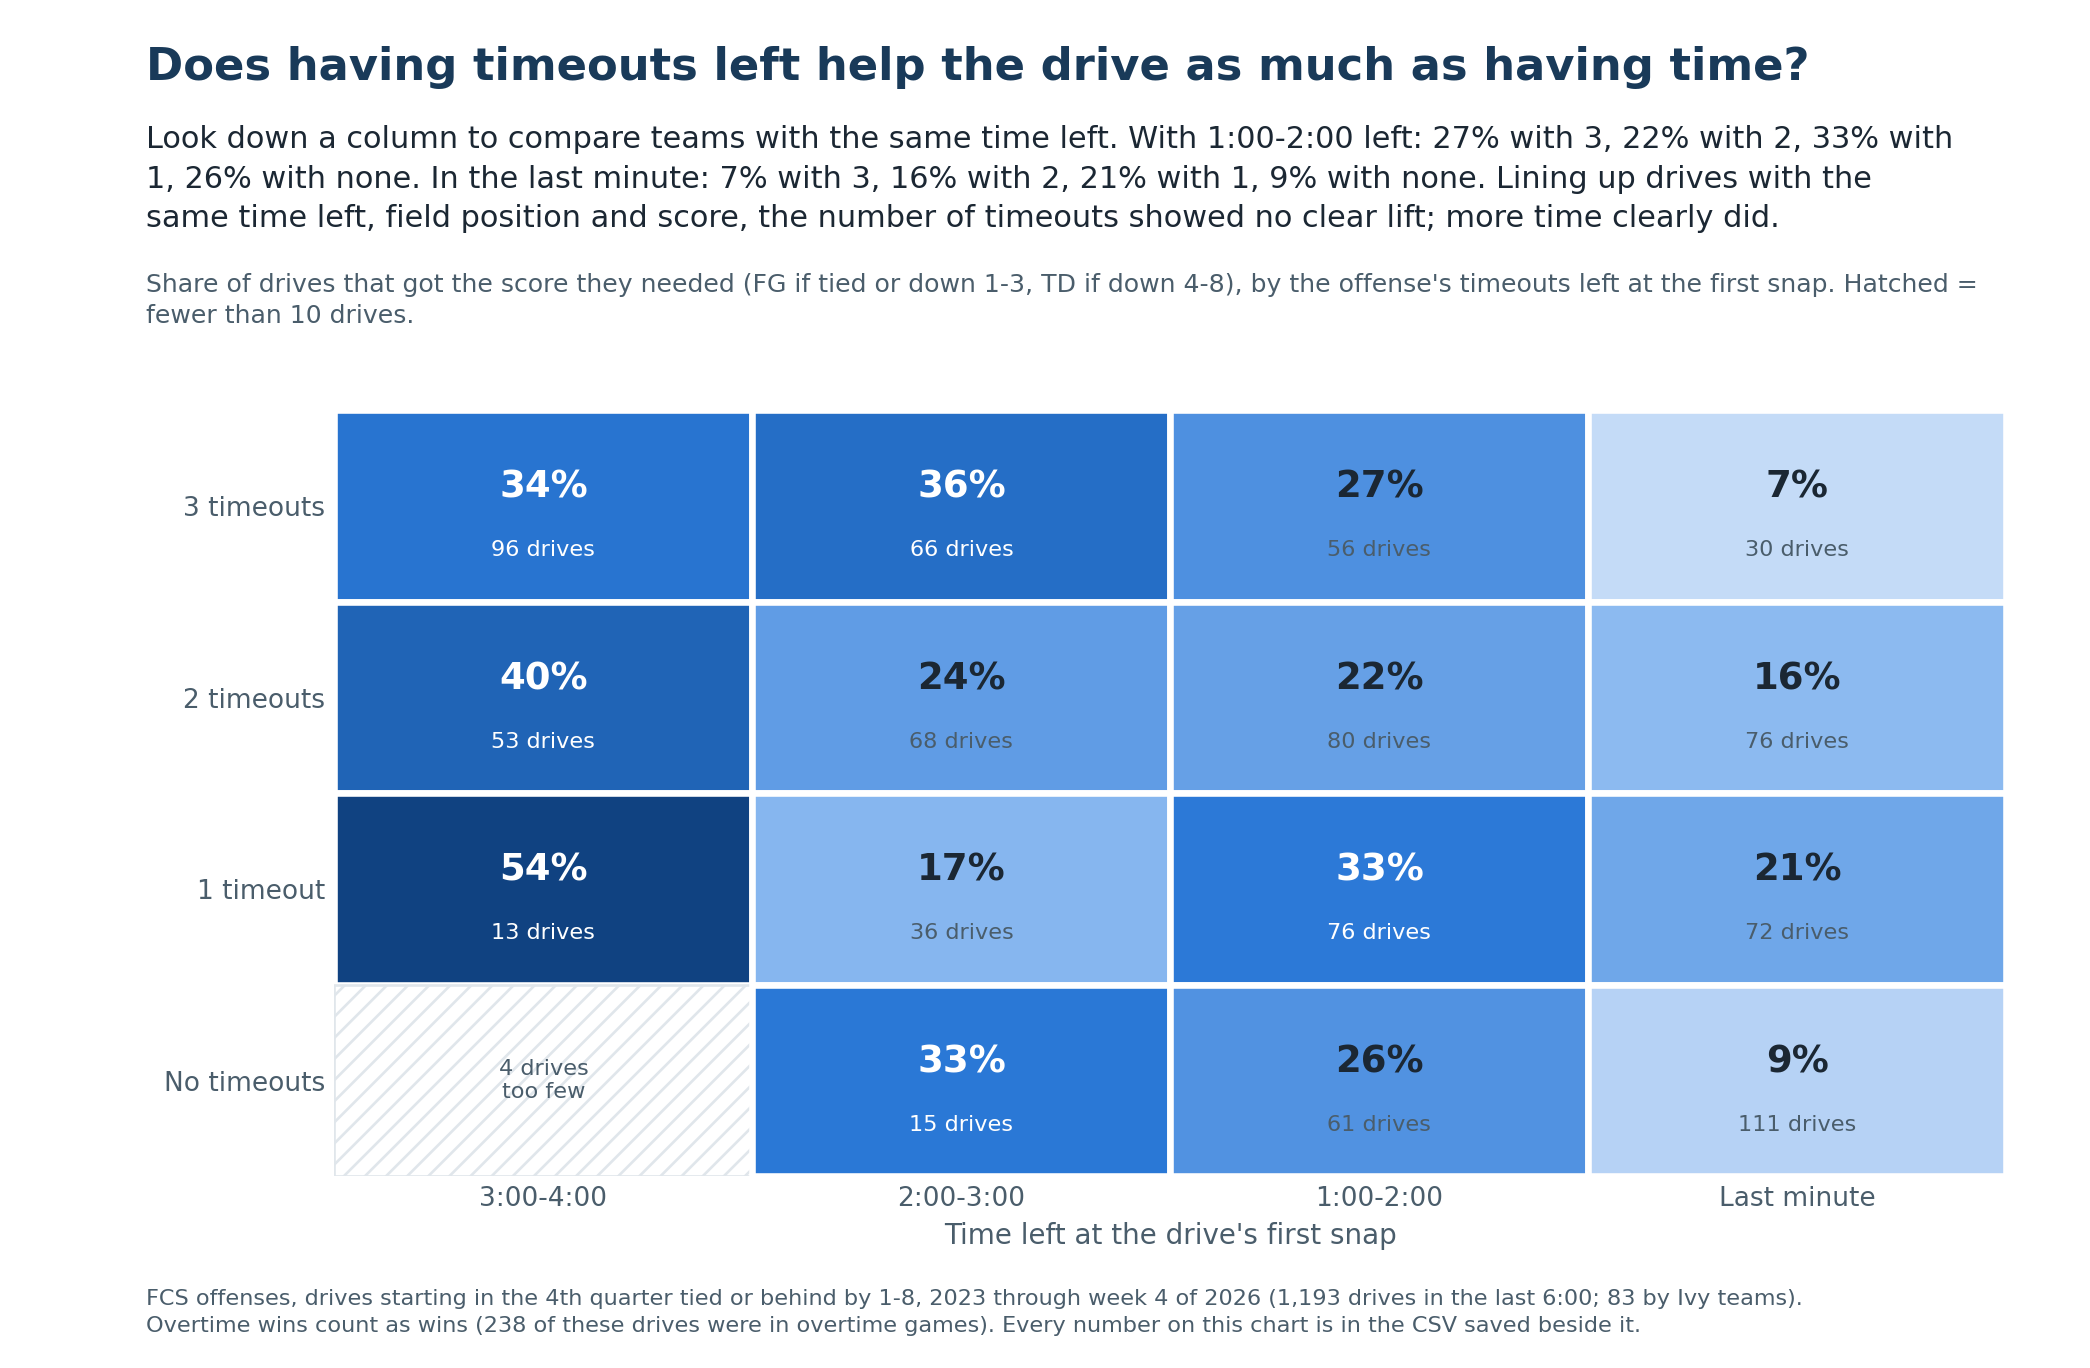 Does having timeouts left help the drive as much as having time?
Look down a column to compare teams with the same time left. With 1:00-2:00 left: 27% with 3, 22% with 2, 33% with
1, 26% with none. In the last minute: 7% with 3, 16% with 2, 21% with 1, 9% with none. Lining up drives with the
same time left, field position and score, the number of timeouts showed no clear lift; more time clearly did.
Share of drives that got the score they needed (FG if tied or down 1-3, TD if down 4-8), by the offense's timeouts left at the first snap. Hatched =
fewer than 10 drives.
3 timeouts
34%
96 drives
36%
66 drives
27%
56 drives
7%
30 drives
2 timeouts
40%
53 drives
24%
68 drives
22%
80 drives
16%
76 drives
1 timeout
54%
13 drives
17%
36 drives
33%
76 drives
21%
72 drives
No timeouts
4 drives
too few
33%
15 drives
26%
61 drives
9%
111 drives
3:00-4:00
2:00-3:00
1:00-2:00
Last minute
Time left at the drive's first snap
FCS offenses, drives starting in the 4th quarter tied or behind by 1-8, 2023 through week 4 of 2026 (1,193 drives in the last 6:00; 83 by Ivy teams).
Overtime wins count as wins (238 of these drives were in overtime games). Every number on this chart is in the CSV saved beside it.